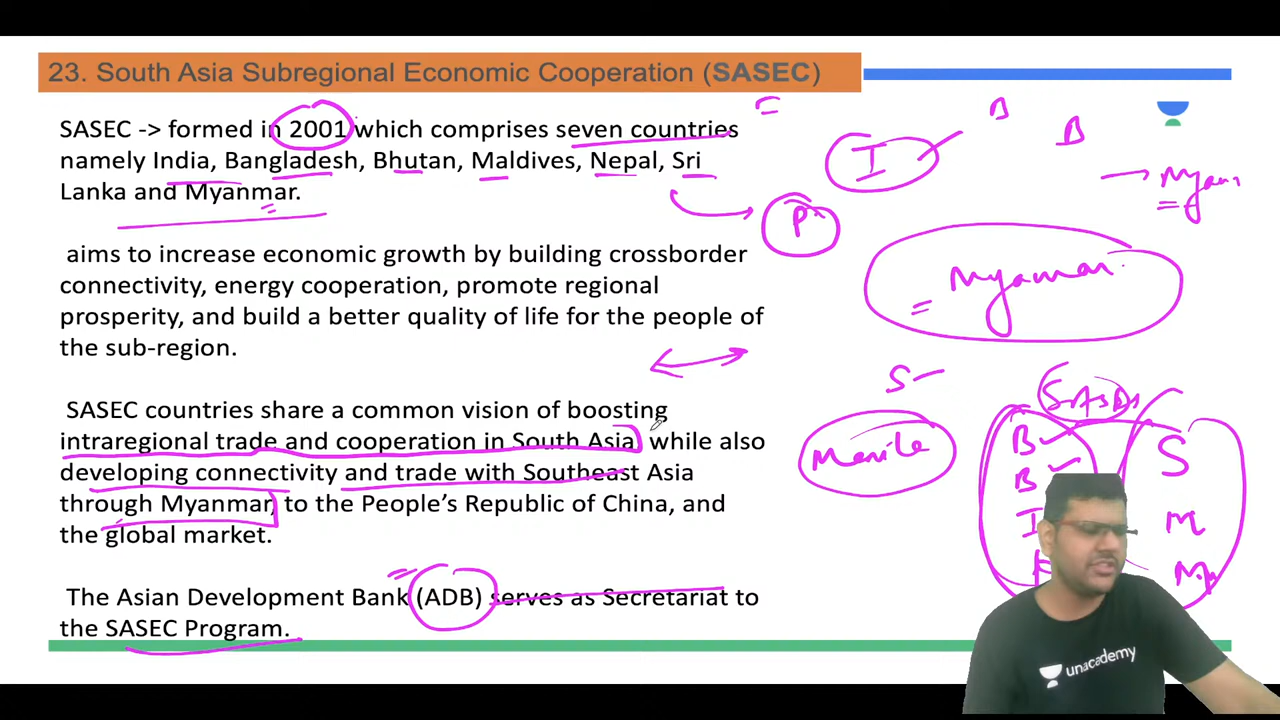 23. South Asia Subregional Economic Cooperation (SASEC)
SASEC -> formed in 2001 which comprises seven countries
namely India, Bangladesh, Bhutan, Maldives, Nepal, Sri
Lanka and Myanmar.
aims to increase economic growth by building crossborder
connectivity, energy cooperation, promote regional
prosperity, and build a better quality of life for the people of
the sub-region.
SASEC countries share a common vision of boosting
intraregional trade and cooperation in South Asia, while also
developing connectivity and trade with Southeast Asia
through Myanmar, to the People's Republic of China, and
the global market.
The Asian Development Bank (ADB) serves as Secretariat to
the SASEC Program.
I
B
B
P
Myanmar
S
B
S
B
I
M
unacademy